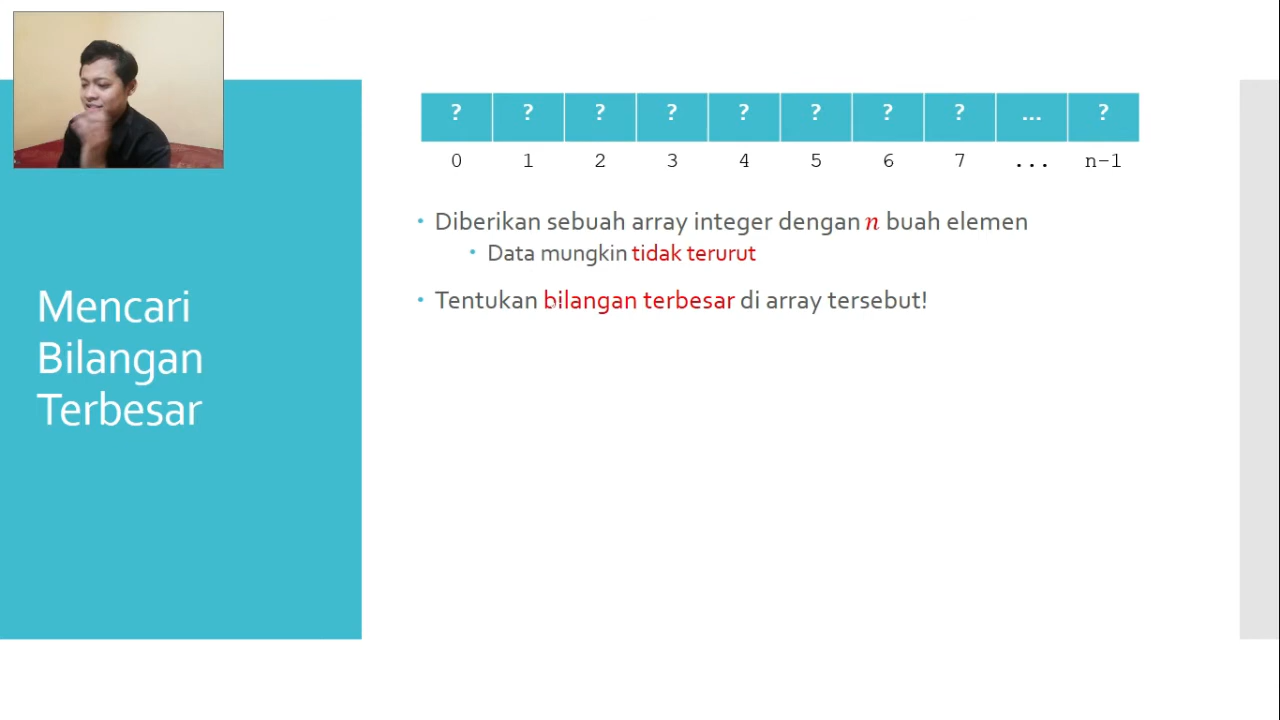 Mencari
Bilangan
Terbesar
? ? ? ? ? ? ? ? ... ?
0 1 2 3 4 5 6 7 ... n-1
• Diberikan sebuah array integer dengan n buah elemen
• Data mungkin tidak terurut
• Tentukan bilangan terbesar di array tersebut!